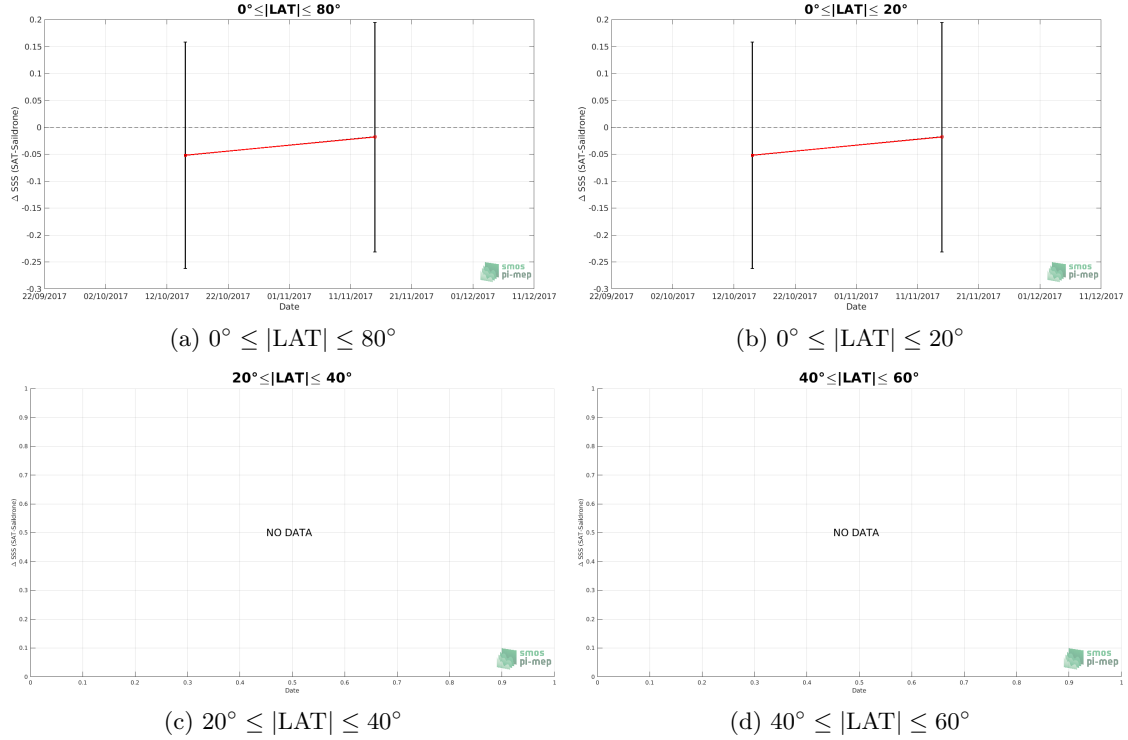 0°≤|LAT|≤ 80°
0.2
0.15
0.1
0.05
0
-0.05
-0.1
-0.15
-0.2
-0.25
-0.3
Δ SSS (SAT-Saildrone)
22/09/2017 02/10/2017 12/10/2017 22/10/2017 01/11/2017 11/11/2017 21/11/2017 01/12/2017 11/12/2017
Date
smos
pi-mep
(a) 0° ≤ |LAT| ≤ 80°
0°≤|LAT|≤ 20°
0.2
0.15
0.1
0.05
0
-0.05
-0.1
-0.15
-0.2
-0.25
-0.3
Δ SSS (SAT-Saildrone)
22/09/2017 02/10/2017 12/10/2017 22/10/2017 01/11/2017 11/11/2017 21/11/2017 01/12/2017 11/12/2017
Date
smos
pi-mep
(b) 0° ≤ |LAT| ≤ 20°
20°≤|LAT|≤ 40°
1
0.9
0.8
0.7
0.6
0.5
0.4
0.3
0.2
0.1
0
Δ SSS (SAT-Saildrone)
NO DATA
0 0.1 0.2 0.3 0.4 0.5 0.6 0.7 0.8 0.9 1
Date
smos
pi-mep
(c) 20° ≤ |LAT| ≤ 40°
40°≤|LAT|≤ 60°
1
0.9
0.8
0.7
0.6
0.5
0.4
0.3
0.2
0.1
0
Δ SSS (SAT-Saildrone)
NO DATA
0 0.1 0.2 0.3 0.4 0.5 0.6 0.7 0.8 0.9 1
Date
smos
pi-mep
(d) 40° ≤ |LAT| ≤ 60°